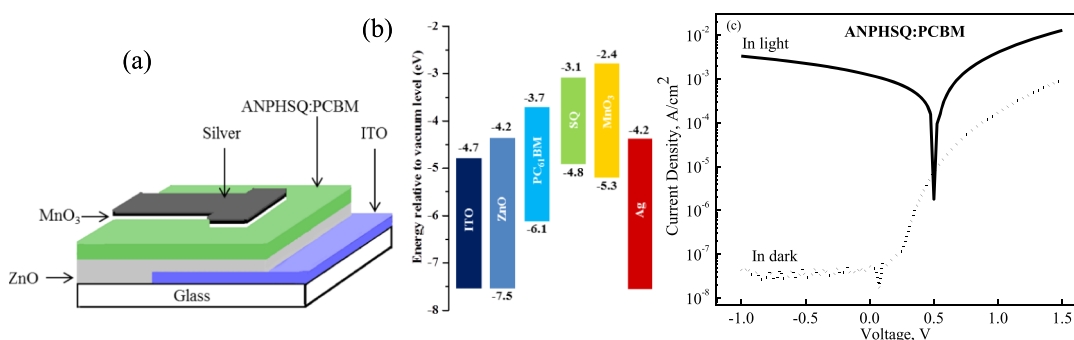 (a)
ANPHSQ:PCBM
Silver
ITO
MnO3
ZnO
Glass
(b)
Energy relative to vacuum level (eV)
-2
-3
-4
-5
-6
-7
-8
-4.7
ITO
-4.2
ZnO
-7.5
-3.7
PC61BM
-6.1
-3.1
SQ
-4.8
-2.4
MnO3
-5.3
-4.2
Ag
(c)
ANPHSQ:PCBM
In light
In dark
Current Density, A/cm2
10-2
10-3
10-4
10-5
10-6
10-7
10-8
-1.0
-0.5
0.0
0.5
1.0
1.5
Voltage, V